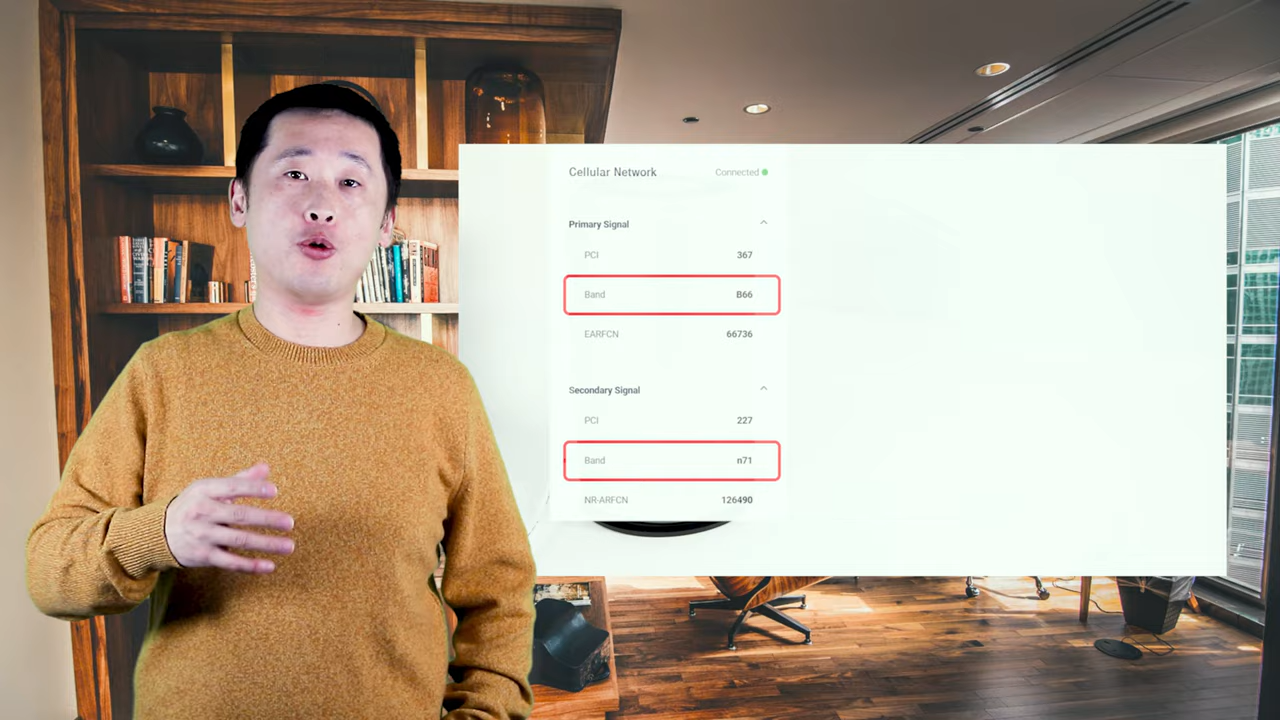 Cellular Network Connected
Primary Signal
PCI 367
Band B66
EARFCN 66736
Secondary Signal
PCI 227
Band n71
NR-ARFCN 126490